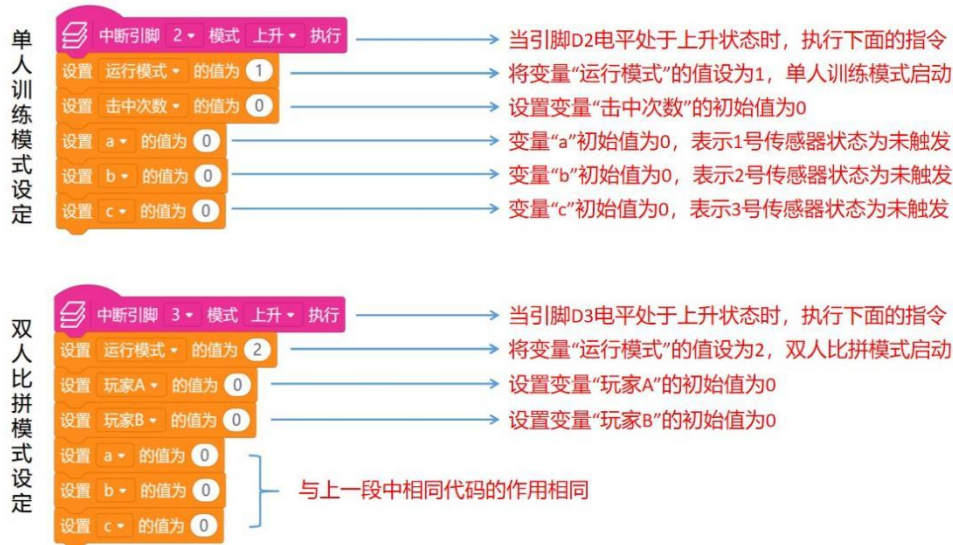 单人训练模式设定
中断引脚 2 模式 上升 执行
当引脚D2电平处于上升状态时，执行下面的指令
设置 运行模式 的值为 1
将变量“运行模式”的值设为1，单人训练模式启动
设置 击中次数 的值为 0
设置变量“击中次数”的初始值为0
设置 a 的值为 0
变量“a”初始值为0，表示1号传感器状态为未触发
设置 b 的值为 0
变量“b”初始值为0，表示2号传感器状态为未触发
设置 c 的值为 0
变量“c”初始值为0，表示3号传感器状态为未触发
双人比拼模式设定
中断引脚 3 模式 上升 执行
当引脚D3电平处于上升状态时，执行下面的指令
设置 运行模式 的值为 2
将变量“运行模式”的值设为2，双人比拼模式启动
设置 玩家A 的值为 0
设置变量“玩家A”的初始值为0
设置 玩家B 的值为 0
设置变量“玩家B”的初始值为0
设置 a 的值为 0
设置 b 的值为 0
与上一段中相同代码的作用相同
设置 c 的值为 0